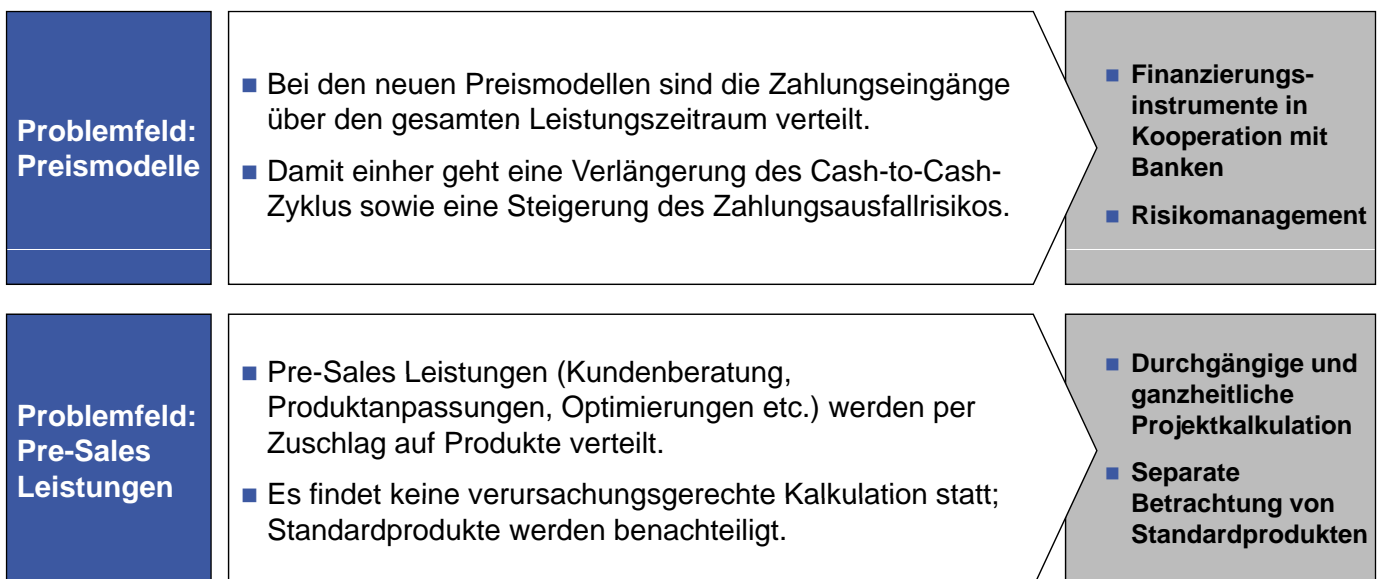 Problemfeld:
Preismodelle
■ Bei den neuen Preismodellen sind die Zahlungseingänge
über den gesamten Leistungszeitraum verteilt.
■ Damit einher geht eine Verlängerung des Cash-to-Cash-
Zyklus sowie eine Steigerung des Zahlungsausfallrisikos.
■ Finanzierungs-
instrumente in
Kooperation mit
Banken
■ Risikomanagement
Problemfeld:
Pre-Sales
Leistungen
■ Pre-Sales Leistungen (Kundenberatung,
Produktanpassungen, Optimierungen etc.) werden per
Zuschlag auf Produkte verteilt.
■ Es findet keine verursachungsgerechte Kalkulation statt;
Standardprodukte werden benachteiligt.
■ Durchgängige und
ganzheitliche
Projektkalkulation
■ Separate
Betrachtung von
Standardprodukten